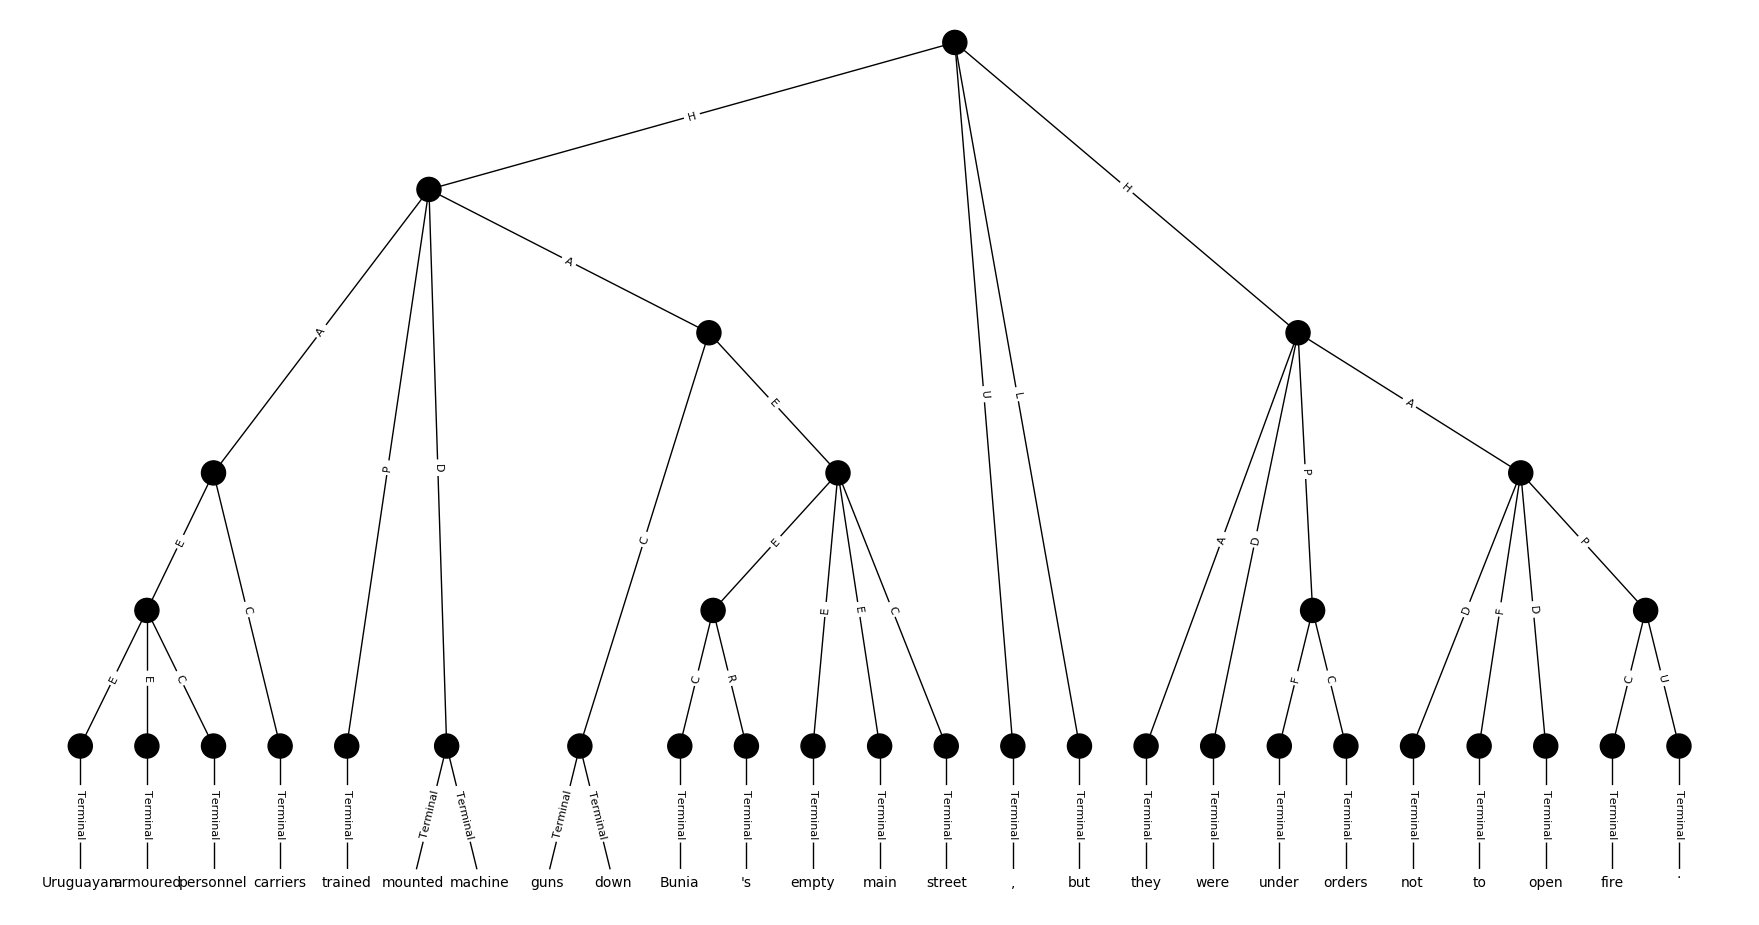 H
H
A
A
U
L
E
A
P
D
C
E
A
D
P
E
C
E
E
E
C
D
F
D
P
E
E
C
C
R
F
C
C
U
Terminal Terminal Terminal Terminal Terminal Terminal Terminal Terminal Terminal Terminal Terminal Terminal Terminal Terminal Terminal Terminal Terminal Terminal Terminal Terminal Terminal Terminal Terminal Terminal Terminal
Uruguayan armoured personnel carriers trained mounted machine guns down Bunia 's empty main street , but they were under orders not to open fire .